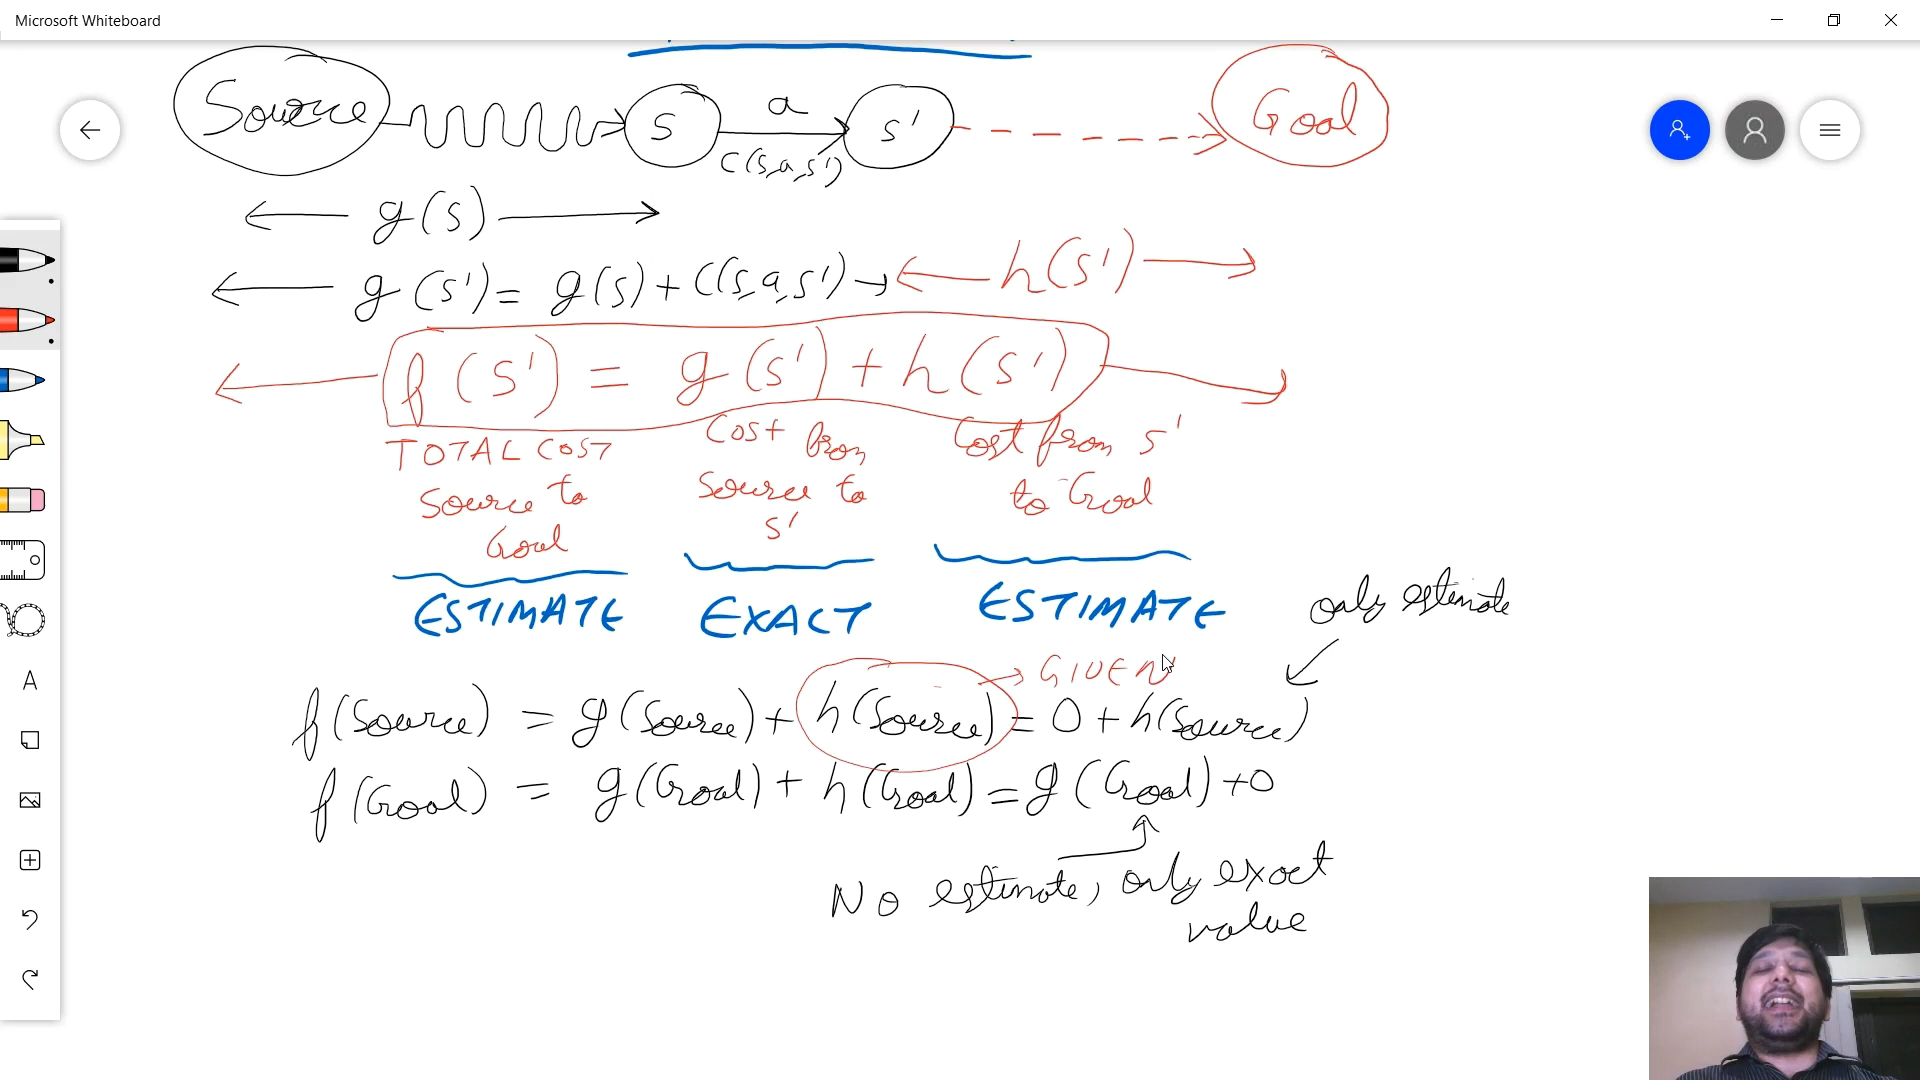 Microsoft Whiteboard
Source S a S' Goal
C(s,a,s')
g(s)
g(s') = g(s) + C(s,a,s') h(s')
f(s') = g(s') + h(s')
TOTAL COST Cost from Cost from s'
Source to Source to to Goal
Goal s'
ESTIMATE EXACT ESTIMATE
only estimate
GIVEN
f(Source) = g(Source) + h(Source) = 0 + h(Source)
f(Goal) = g(Goal) + h(Goal) = g(Goal) + 0
No estimate, only exact
value
A